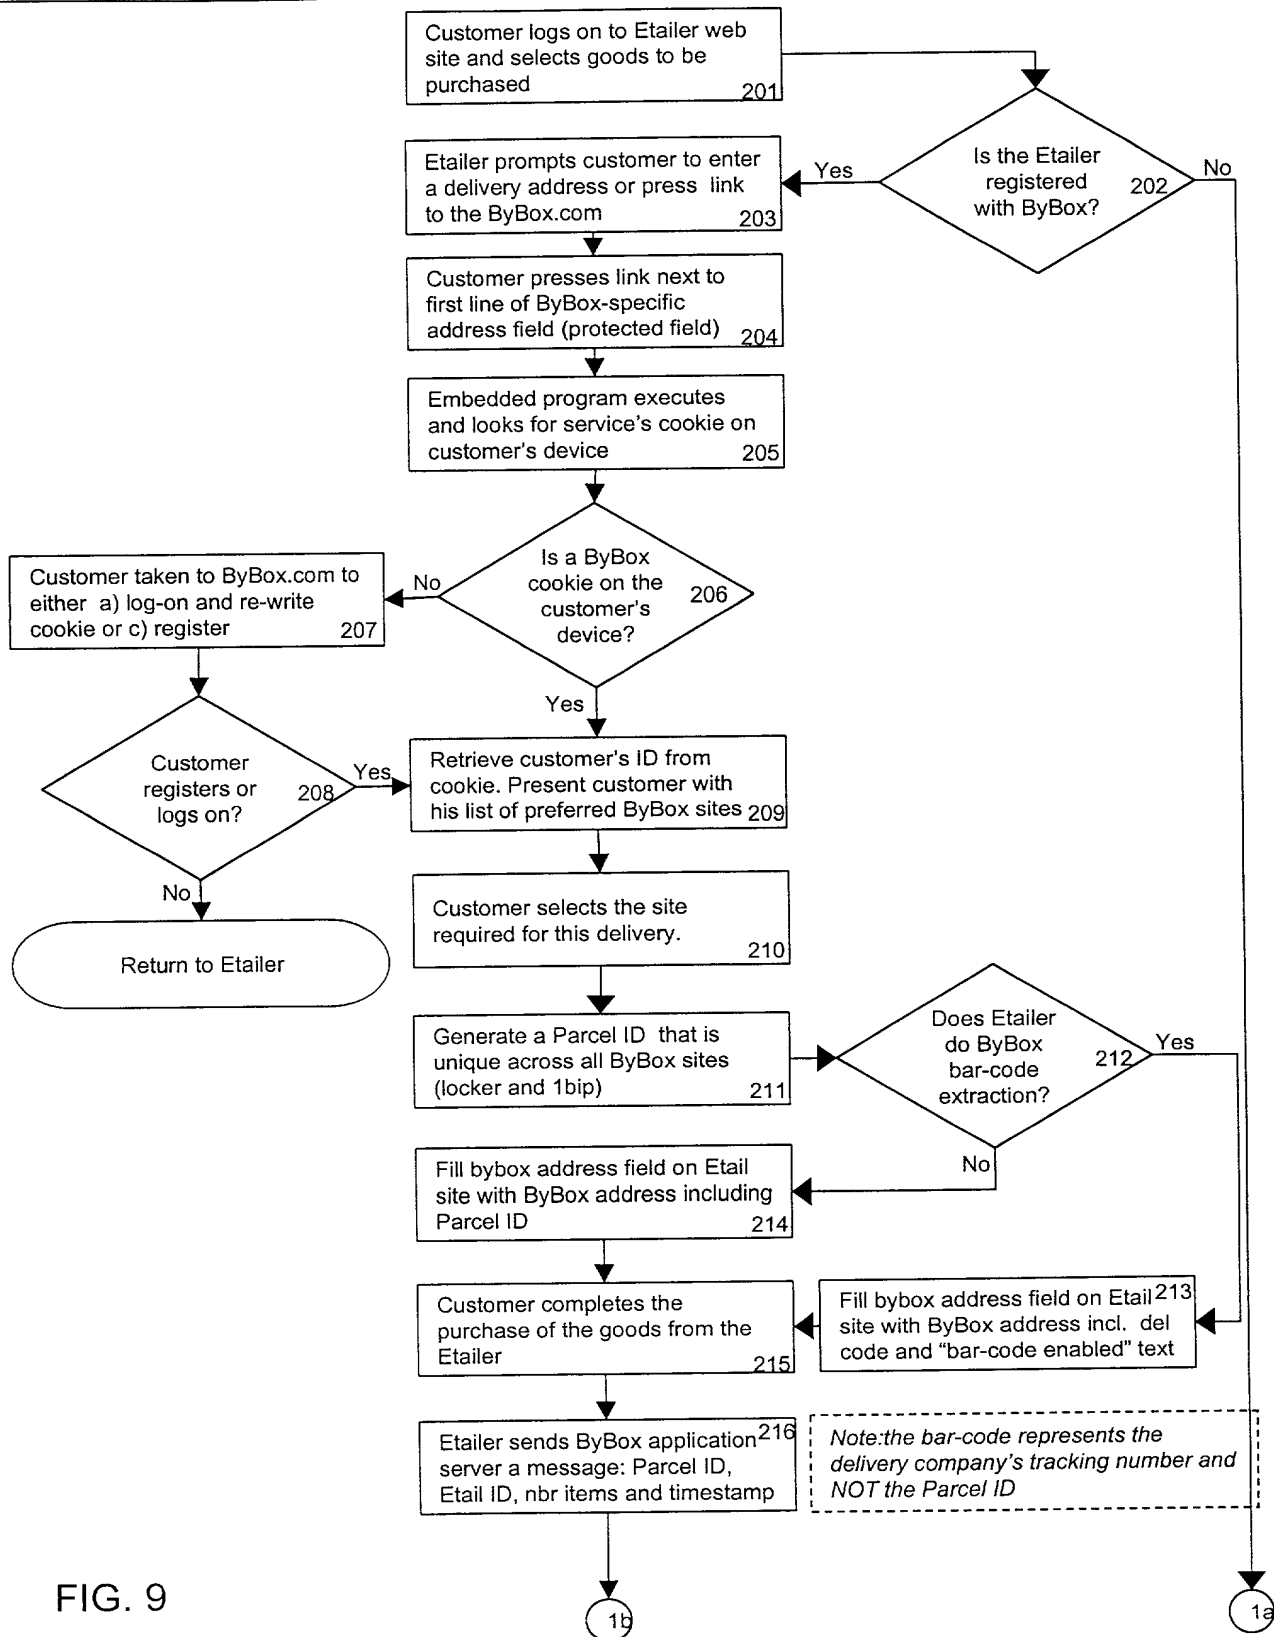 Customer logs on to Etailer web
site and selects goods to be
purchased
201
Is the Etailer
registered
with ByBox?
202
Yes
No
Etailer prompts customer to enter
a delivery address or press link
to the ByBox.com
203
Customer presses link next to
first line of ByBox-specific
address field (protected field)
204
Embedded program executes
and looks for service's cookie on
customer's device
205
Is a ByBox
cookie on the
customer's
device?
206
No
Yes
Customer taken to ByBox.com to
either a) log-on and re-write
cookie or c) register
207
Customer
registers or
logs on?
208
Yes
No
Return to Etailer
Retrieve customer's ID from
cookie. Present customer with
his list of preferred ByBox sites
209
Customer selects the site
required for this delivery.
210
Generate a Parcel ID that is
unique across all ByBox sites
(locker and 1bip)
211
Does Etailer
do ByBox
bar-code
extraction?
212
Yes
No
Fill bybox address field on Etail
site with ByBox address including
Parcel ID
214
Fill bybox address field on Etail
site with ByBox address incl. del
code and “bar-code enabled” text
213
Customer completes the
purchase of the goods from the
Etailer
215
Etailer sends ByBox application
server a message: Parcel ID,
Etail ID, nbr items and timestamp
216
Note:the bar-code represents the
delivery company's tracking number and
NOT the Parcel ID
FIG. 9
1b
1a